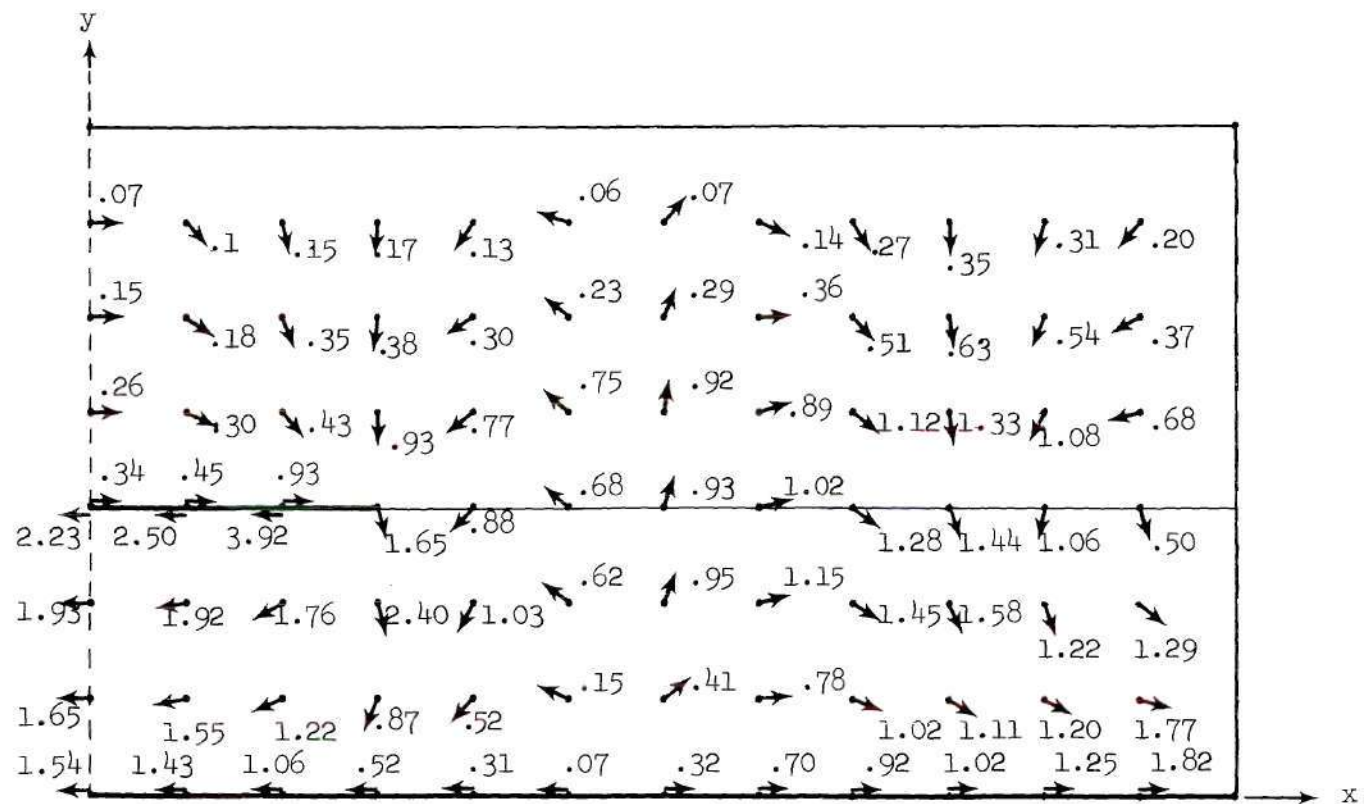 y
.07 .06 .07
.1 .15 .17 .13 .14 .27 .35 .31 .20
.15 .23 .29 .36
.18 .35 .38 .30 .51 .63 .54 .37
.26 .75 .92
.30 .43 .93 .77 .89 1.12 1.33 1.08 .68
.34 .45 .93 .68 .93 1.02
2.23 2.50 3.92 1.65 .88 1.28 1.44 1.06 .50
.62 .95 1.15
1.93 1.92 1.76 2.40 1.03 1.45 1.58 1.22 1.29
.15 .41 .78
1.65 1.55 1.22 .87 .52 1.02 1.11 1.20 1.77
1.54 1.43 1.06 .52 .31 .07 .32 .70 .92 1.02 1.25 1.82
x